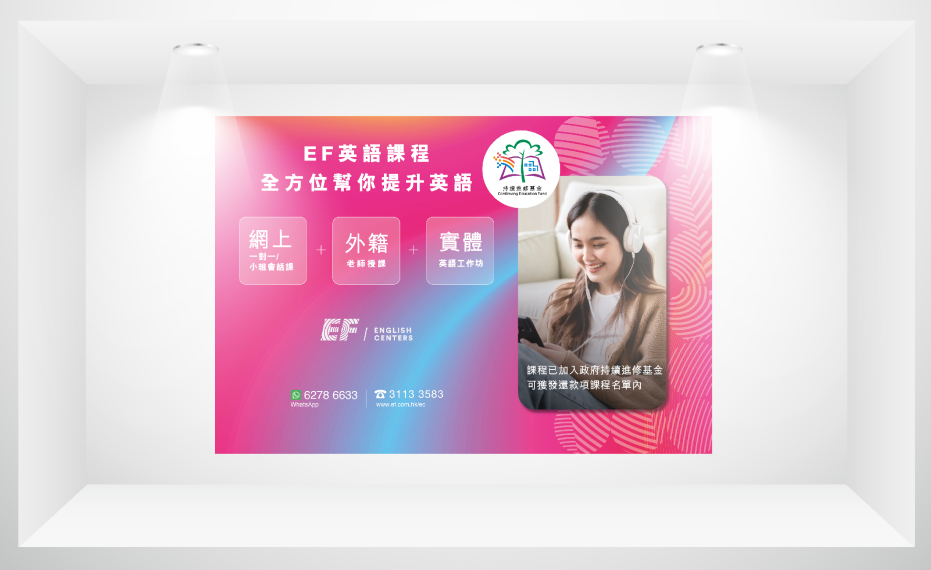 EF英語課程
全方位幫你提升英語
持續進修基金
Continuing Education Fund
網上
一對一/
小組會話課
+
外籍
老師授課
+
實體
英語工作坊
EF / ENGLISH
CENTERS
6278 6633
WhatsApp
3113 3583
www.ef.com.hk/ec
課程已加入政府持續進修基金
可獲發還款項課程名單內